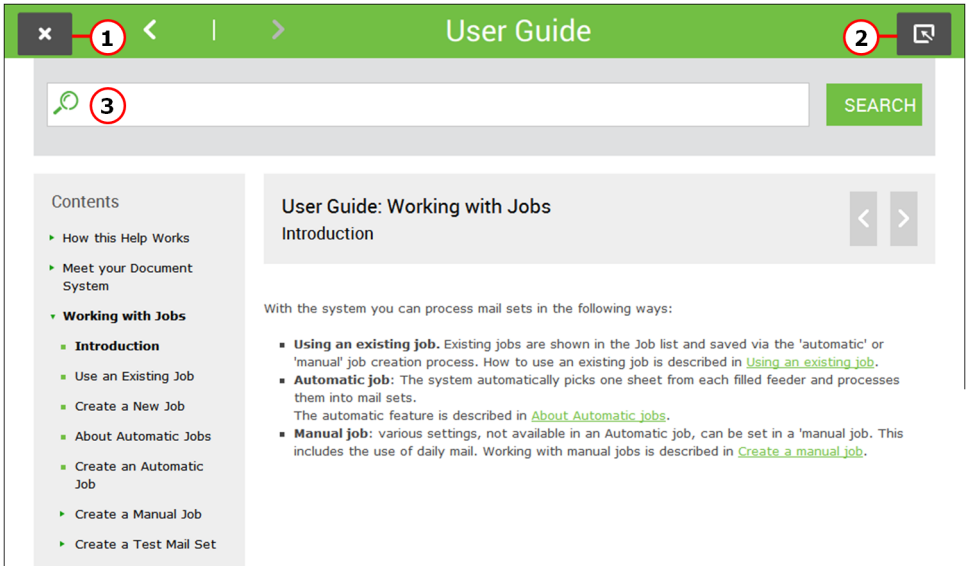 1
2
User Guide
3
SEARCH
Contents
How this Help Works
Meet your Document
System
Working with Jobs
Introduction
Use an Existing Job
Create a New Job
About Automatic Jobs
Create an Automatic
Job
Create a Manual Job
Create a Test Mail Set
User Guide: Working with Jobs
Introduction
With the system you can process mail sets in the following ways:
Using an existing job. Existing jobs are shown in the Job list and saved via the 'automatic' or
'manual' job creation process. How to use an existing job is described in Using an existing job.
Automatic job: The system automatically picks one sheet from each filled feeder and processes
them into mail sets.
The automatic feature is described in About Automatic jobs.
Manual job: various settings, not available in an Automatic job, can be set in a 'manual job. This
includes the use of daily mail. Working with manual jobs is described in Create a manual job.